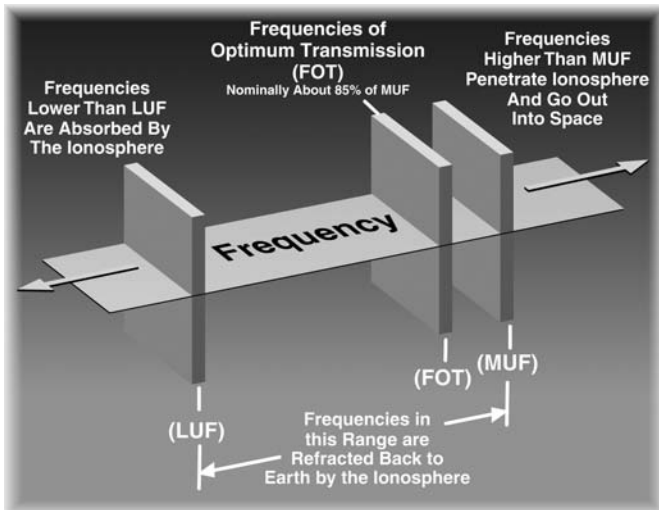 Frequencies
Lower Than LUF
Are Absorbed By
The Ionosphere
Frequencies of
Optimum Transmission
(FOT)
Nominally About 85% of MUF
Frequencies
Higher Than MUF
Penetrate Ionosphere
And Go Out
Into Space
Frequency
(LUF)
(FOT)
(MUF)
Frequencies in
this Range are
Refracted Back to
Earth by the Ionosphere